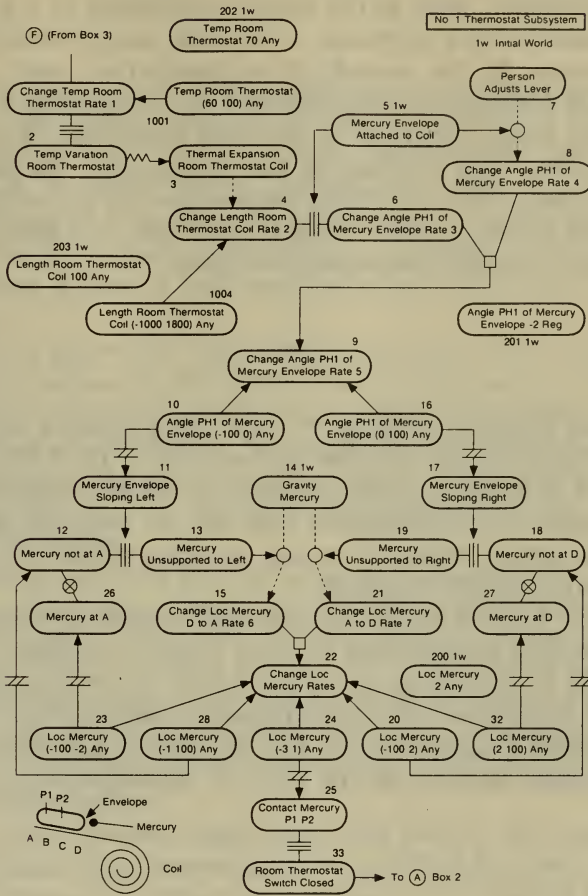 202 1w
No 1 Thermostat Subsystem
F (From Box 3)
Temp Room
Thermostat 70 Any
1w Initial World
Change Temp Room
Thermostat Rate 1
Temp Room Thermostat
(60 100) Any
Person
Adjusts Lever
7
1001
5 1w
Mercury Envelope
Attached to Coil
2
Temp Variation
Room Thermostat
3
Thermal Expansion
Room Thermostat Coil
8
Change Angle PH1 of
Mercury Envelope Rate 4
4
Change Length Room
Thermostat Coil Rate 2
6
Change Angle PH1 of
Mercury Envelope Rate 3
203 1w
Length Room Thermostat
Coil 100 Any
1004
Length Room Thermostat
Coil (-1000 1800) Any
Angle PH1 of Mercury
Envelope -2 Reg
201 1w
9
Change Angle PH1 of
Mercury Envelope Rate 5
10
Angle PH1 of Mercury
Envelope (-100 0) Any
16
Angle PH1 of Mercury
Envelope (0 100) Any
11
Mercury Envelope
Sloping Left
14 1w
Gravity
Mercury
17
Mercury Envelope
Sloping Right
12
Mercury not at A
13
Mercury
Unsupported to Left
19
Mercury
Unsupported to Right
18
Mercury not at D
26
Mercury at A
15
Change Loc Mercury
D to A Rate 6
21
Change Loc Mercury
A to D Rate 7
27
Mercury at D
22
Change Loc
Mercury Rates
200 1w
Loc Mercury
2 Any
23
Loc Mercury
(-100 -2) Any
28
Loc Mercury
(-1 100) Any
24
Loc Mercury
(-3 1) Any
20
Loc Mercury
(-100 2) Any
32
Loc Mercury
(2 100) Any
25
Contact Mercury
P1 P2
P1 P2
Envelope
Mercury
A B C D
Coil
33
Room Thermostat
Switch Closed
To A Box 2